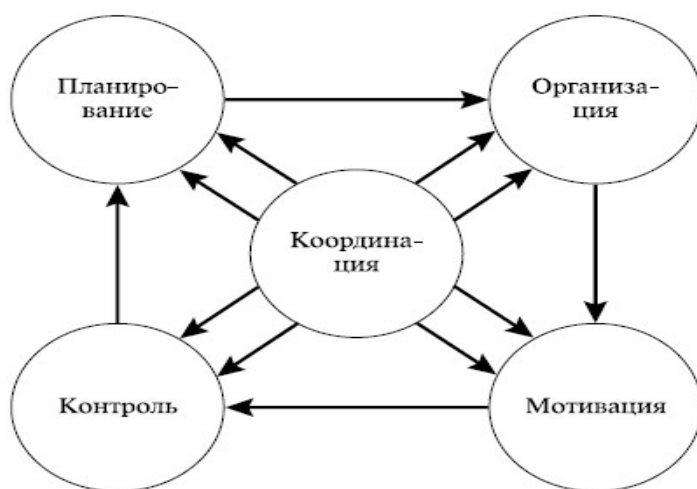 Планиро-
вание
Организа-
ция
Координа-
ция
Контроль
Мотивация